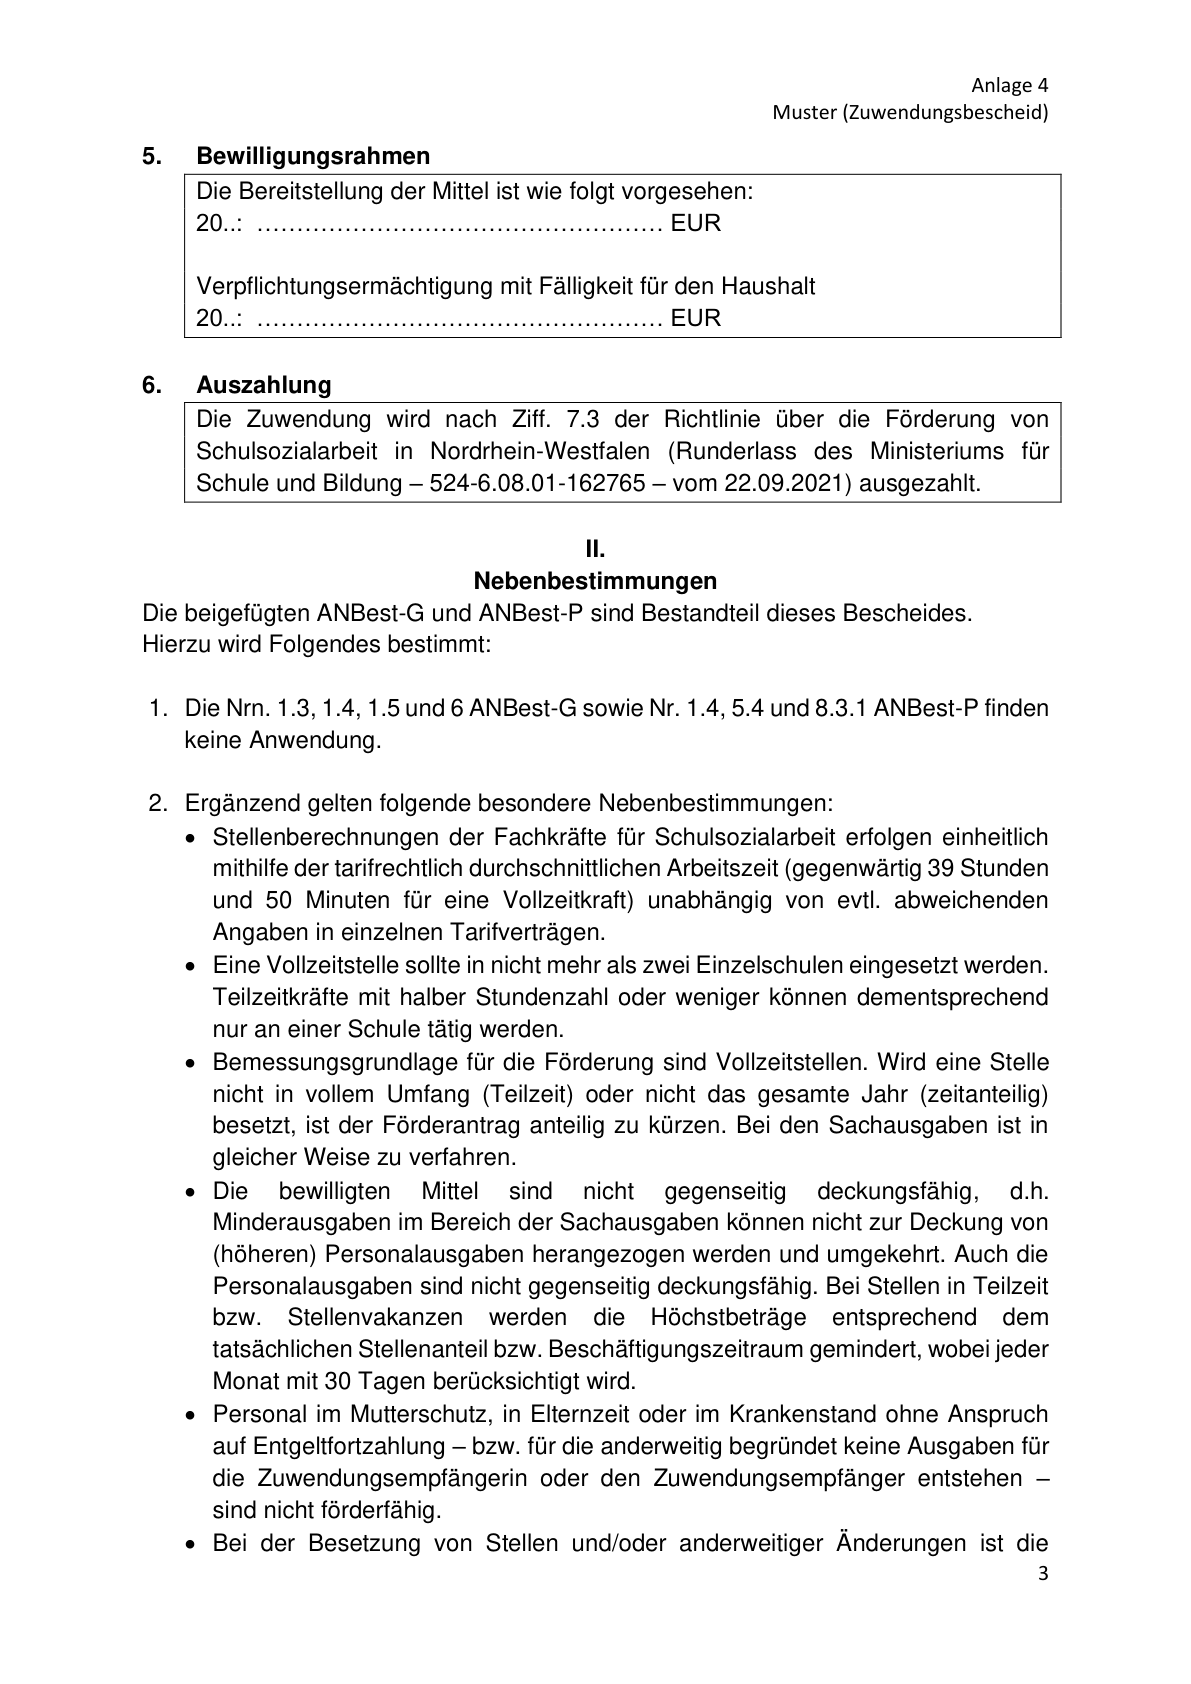 Anlage 4
Muster (Zuwendungsbescheid)
5. Bewilligungsrahmen
Die Bereitstellung der Mittel ist wie folgt vorgesehen:
20..: …………………………………………… EUR
Verpflichtungsermächtigung mit Fälligkeit für den Haushalt
20..: …………………………………………… EUR
6. Auszahlung
Die Zuwendung wird nach Ziff. 7.3 der Richtlinie über die Förderung von
Schulsozialarbeit in Nordrhein-Westfalen (Runderlass des Ministeriums für
Schule und Bildung – 524-6.08.01-162765 – vom 22.09.2021) ausgezahlt.
II.
Nebenbestimmungen
Die beigefügten ANBest-G und ANBest-P sind Bestandteil dieses Bescheides.
Hierzu wird Folgendes bestimmt:
1. Die Nrn. 1.3, 1.4, 1.5 und 6 ANBest-G sowie Nr. 1.4, 5.4 und 8.3.1 ANBest-P finden
keine Anwendung.
2. Ergänzend gelten folgende besondere Nebenbestimmungen:
• Stellenberechnungen der Fachkräfte für Schulsozialarbeit erfolgen einheitlich
mithilfe der tarifrechtlich durchschnittlichen Arbeitszeit (gegenwärtig 39 Stunden
und 50 Minuten für eine Vollzeitkraft) unabhängig von evtl. abweichenden
Angaben in einzelnen Tarifverträgen.
• Eine Vollzeitstelle sollte in nicht mehr als zwei Einzelschulen eingesetzt werden.
Teilzeitkräfte mit halber Stundenzahl oder weniger können dementsprechend
nur an einer Schule tätig werden.
• Bemessungsgrundlage für die Förderung sind Vollzeitstellen. Wird eine Stelle
nicht in vollem Umfang (Teilzeit) oder nicht das gesamte Jahr (zeitanteilig)
besetzt, ist der Förderantrag anteilig zu kürzen. Bei den Sachausgaben ist in
gleicher Weise zu verfahren.
• Die bewilligten Mittel sind nicht gegenseitig deckungsfähig, d.h.
Minderausgaben im Bereich der Sachausgaben können nicht zur Deckung von
(höheren) Personalausgaben herangezogen werden und umgekehrt. Auch die
Personalausgaben sind nicht gegenseitig deckungsfähig. Bei Stellen in Teilzeit
bzw. Stellenvakanzen werden die Höchstbeträge entsprechend dem
tatsächlichen Stellenanteil bzw. Beschäftigungszeitraum gemindert, wobei jeder
Monat mit 30 Tagen berücksichtigt wird.
• Personal im Mutterschutz, in Elternzeit oder im Krankenstand ohne Anspruch
auf Entgeltfortzahlung – bzw. für die anderweitig begründet keine Ausgaben für
die Zuwendungsempfängerin oder den Zuwendungsempfänger entstehen –
sind nicht förderfähig.
• Bei der Besetzung von Stellen und/oder anderweitiger Änderungen ist die
3